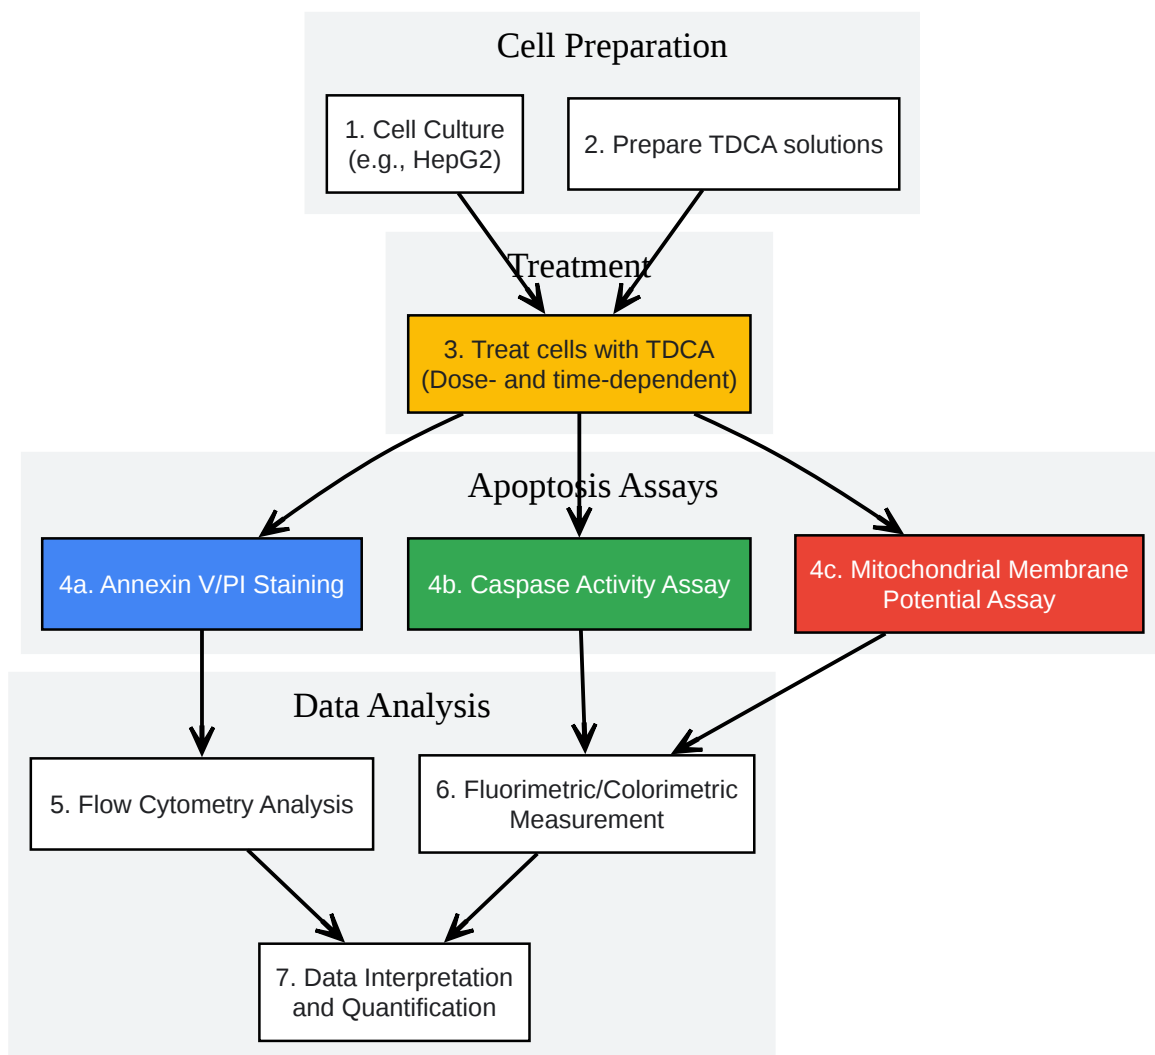 Cell Preparation
1. Cell Culture
(e.g., HepG2)
2. Prepare TDCA solutions
Treatment
3. Treat cells with TDCA
(Dose- and time-dependent)
Apoptosis Assays
4a. Annexin V/PI Staining
4b. Caspase Activity Assay
4c. Mitochondrial Membrane
Potential Assay
Data Analysis
5. Flow Cytometry Analysis
6. Fluorimetric/Colorimetric
Measurement
7. Data Interpretation
and Quantification